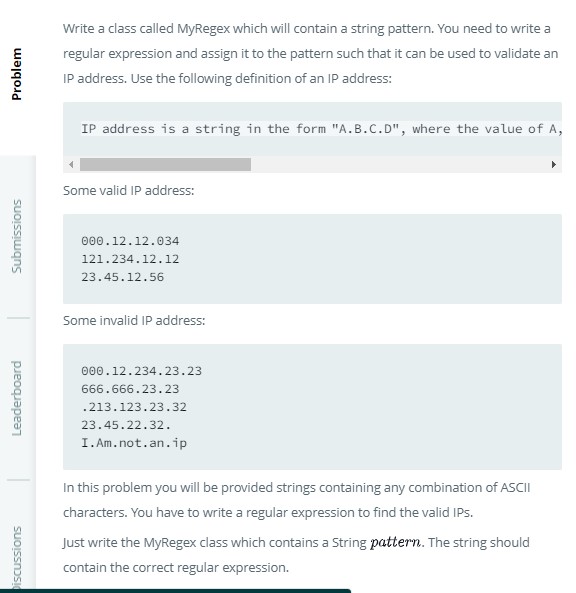 Problem
Submissions
Leaderboard
Discussions
Write a class called MyRegex which will contain a string pattern. You need to write a
regular expression and assign it to the pattern such that it can be used to validate an
IP address. Use the following definition of an IP address:
IP address is a string in the form "A.B.C.D", where the value of A,
Some valid IP address:
000.12.12.034
121.234.12.12
23.45.12.56
Some invalid IP address:
000.12.234.23.23
666.666.23.23
.213.123.23.32
23.45.22.32.
I.Am.not.an.ip
In this problem you will be provided strings containing any combination of ASCII
characters. You have to write a regular expression to find the valid IPs.
Just write the MyRegex class which contains a String pattern. The string should
contain the correct regular expression.